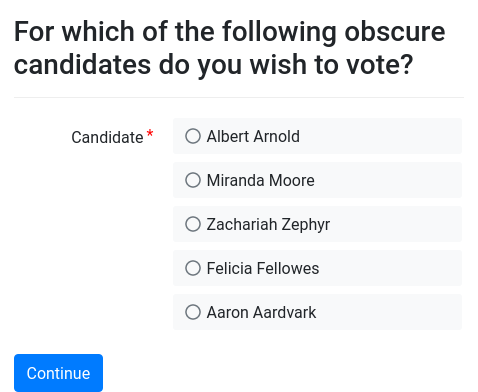 For which of the following obscure
candidates do you wish to vote?
Candidate *
Albert Arnold
Miranda Moore
Zachariah Zephyr
Felicia Fellowes
Aaron Aardvark
Continue